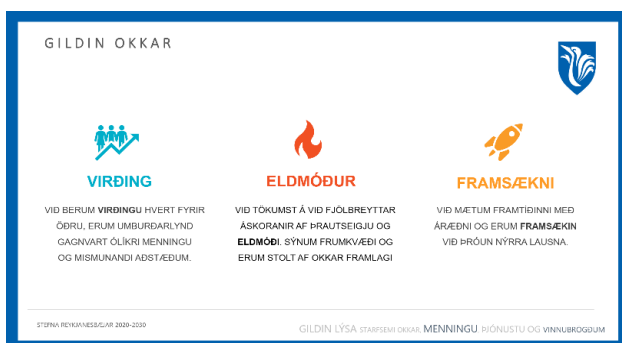 GILDIN OKKAR
VIRÐING
VIÐ BERUM VIRÐINGU HVERT FYRIR
ÖÐRU, ERUM UMBURÐARLYND
GAGNVART ÓLÍKRI MENNINGU
OG MISMUNANDI AÐSTÆÐUM.
ELDMÓÐUR
VIÐ TÖKUMST Á VIÐ FJÖLBREYTTAR
ÁSKORANIR AF ÞRAUTSEIGJU OG
ELDMÓÐI. SÝNUM FRUMKVÆÐI OG
ERUM STOLT AF OKKAR FRAMLAGI
FRAMSÆKNI
VIÐ MÆTUM FRAMTÍÐINNI MEÐ
ÁRÆÐNI OG ERUM FRAMSÆKIN
VIÐ ÞRÓUN NÝRRA LAUSNA.
STEFNA REYKJANESBÆJAR 2020-2030
GILDIN LÝSA STARFSEMI OKKAR, MENNINGU, ÞJÓNUSTU OG VINNUBRÖGÐUM